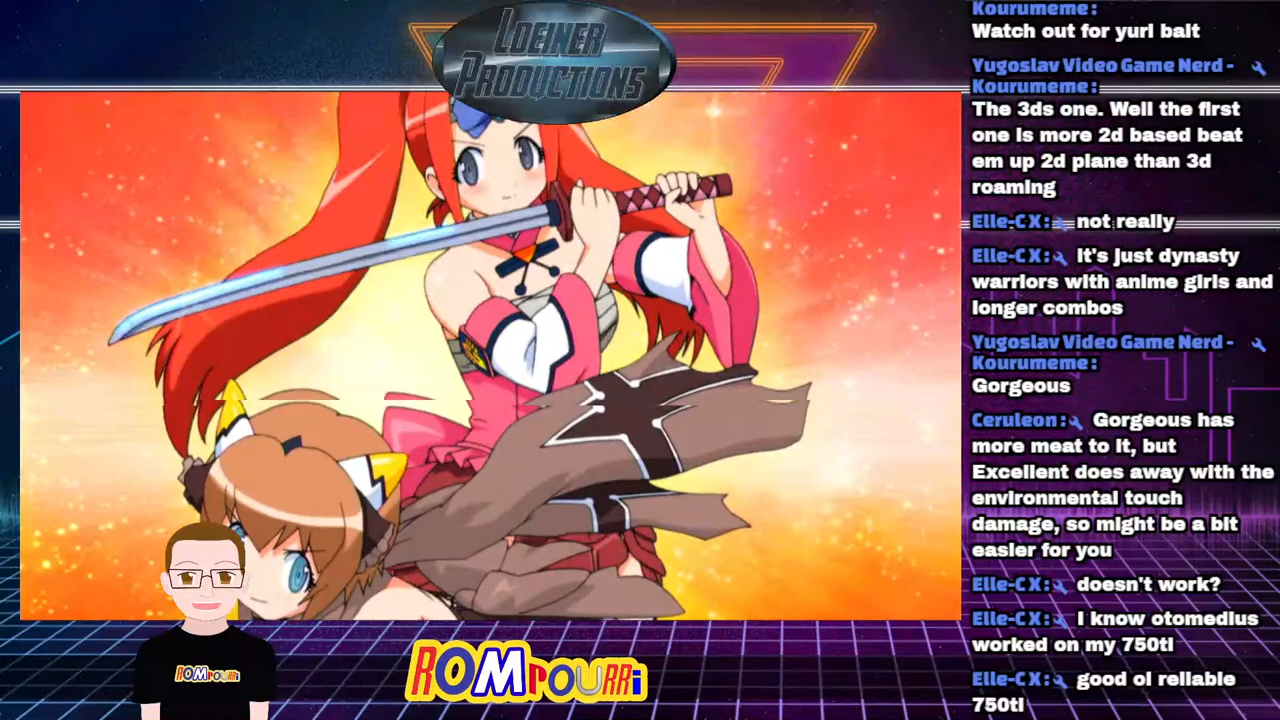 LDEINER
PRODUCTIONS
Kourumeme:
Watch out for yuri bait
Yugoslav Video Game Nerd -
Kourumeme:
The 3ds one. Well the first
one is more 2d based beat
em up 2d plane than 3d
roaming
Elle-CX: not really
Elle-CX: It's just dynasty
warriors with anime girls and
longer combos
Yugoslav Video Game Nerd -
Kourumeme:
Gorgeous
Ceruleon: Gorgeous has
more meat to it, but
Excellent does away with the
environmental touch
damage, so might be a bit
easier for you
Elle-CX: doesn't work?
Elle-CX: I know otomedius
worked on my 750ti
Elle-CX: good ol reliable
750ti
ROMpouRRi
ROMpouRRi